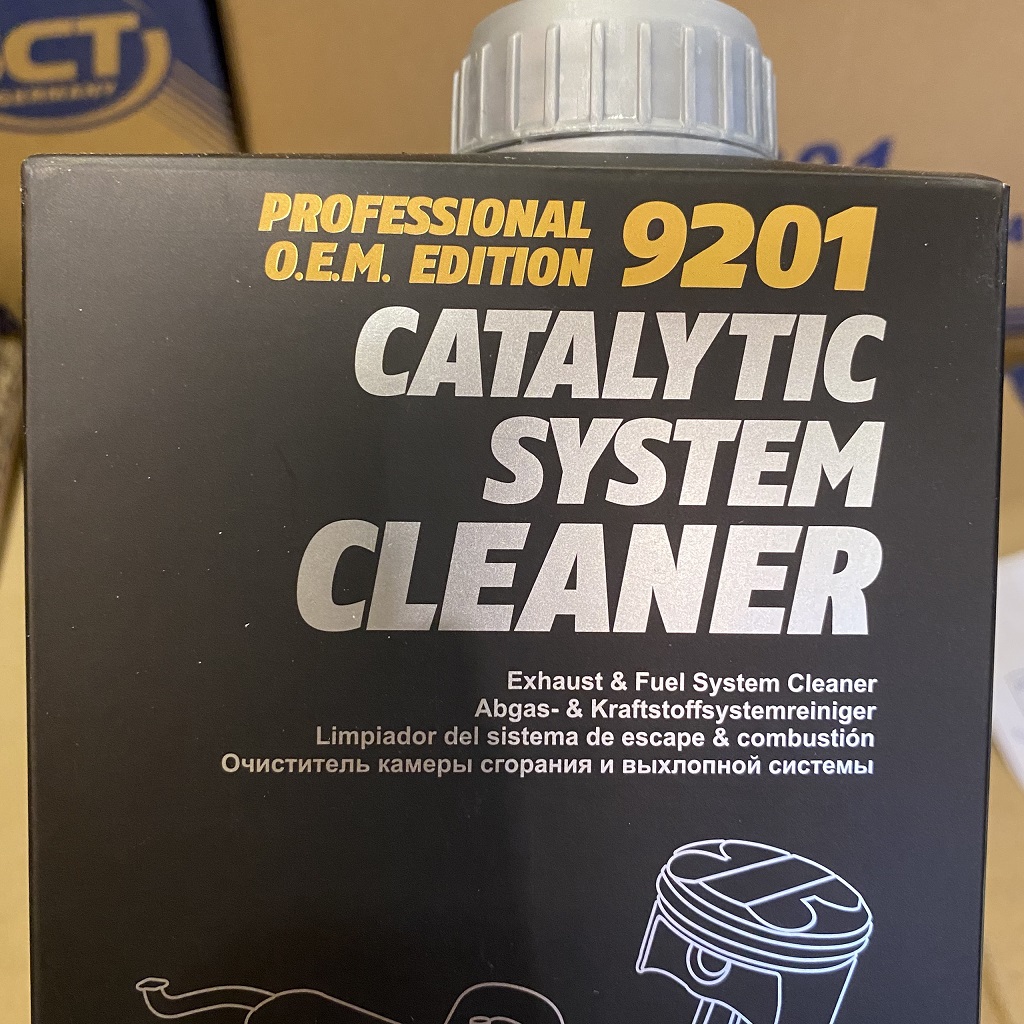 SCT
GERMANY
PROFESSIONAL
O.E.M. EDITION 9201
CATALYTIC
SYSTEM
CLEANER
Exhaust & Fuel System Cleaner
Abgas- & Kraftstoffsystemreiniger
Limpiador del sistema de escape & combustión
Очиститель камеры сгорания и выхлопной системы